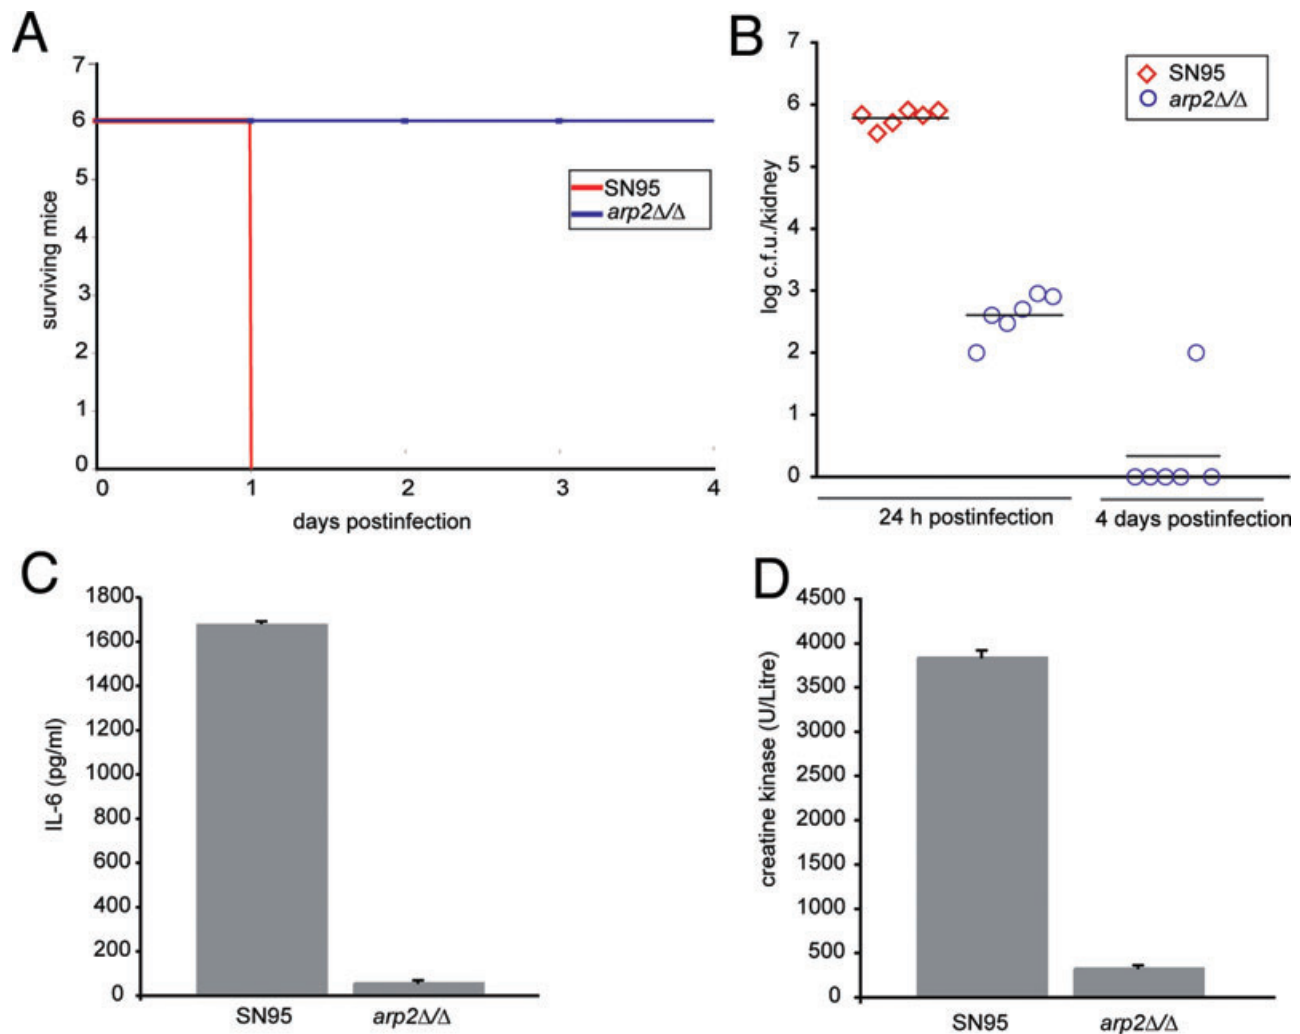 A
7
6
5
4
3
2
1
0
surviving mice
SN95
arp2Δ/Δ
0 1 2 3 4
days postinfection
B
7
6
5
4
3
2
1
0
log c.f.u./kidney
SN95
arp2Δ/Δ
24 h postinfection
4 days postinfection
C
1800
1600
1400
1200
1000
800
600
400
200
0
IL-6 (pg/ml)
SN95
arp2Δ/Δ
D
4500
4000
3500
3000
2500
2000
1500
1000
500
0
creatine kinase (U/Litre)
SN95
arp2Δ/Δ